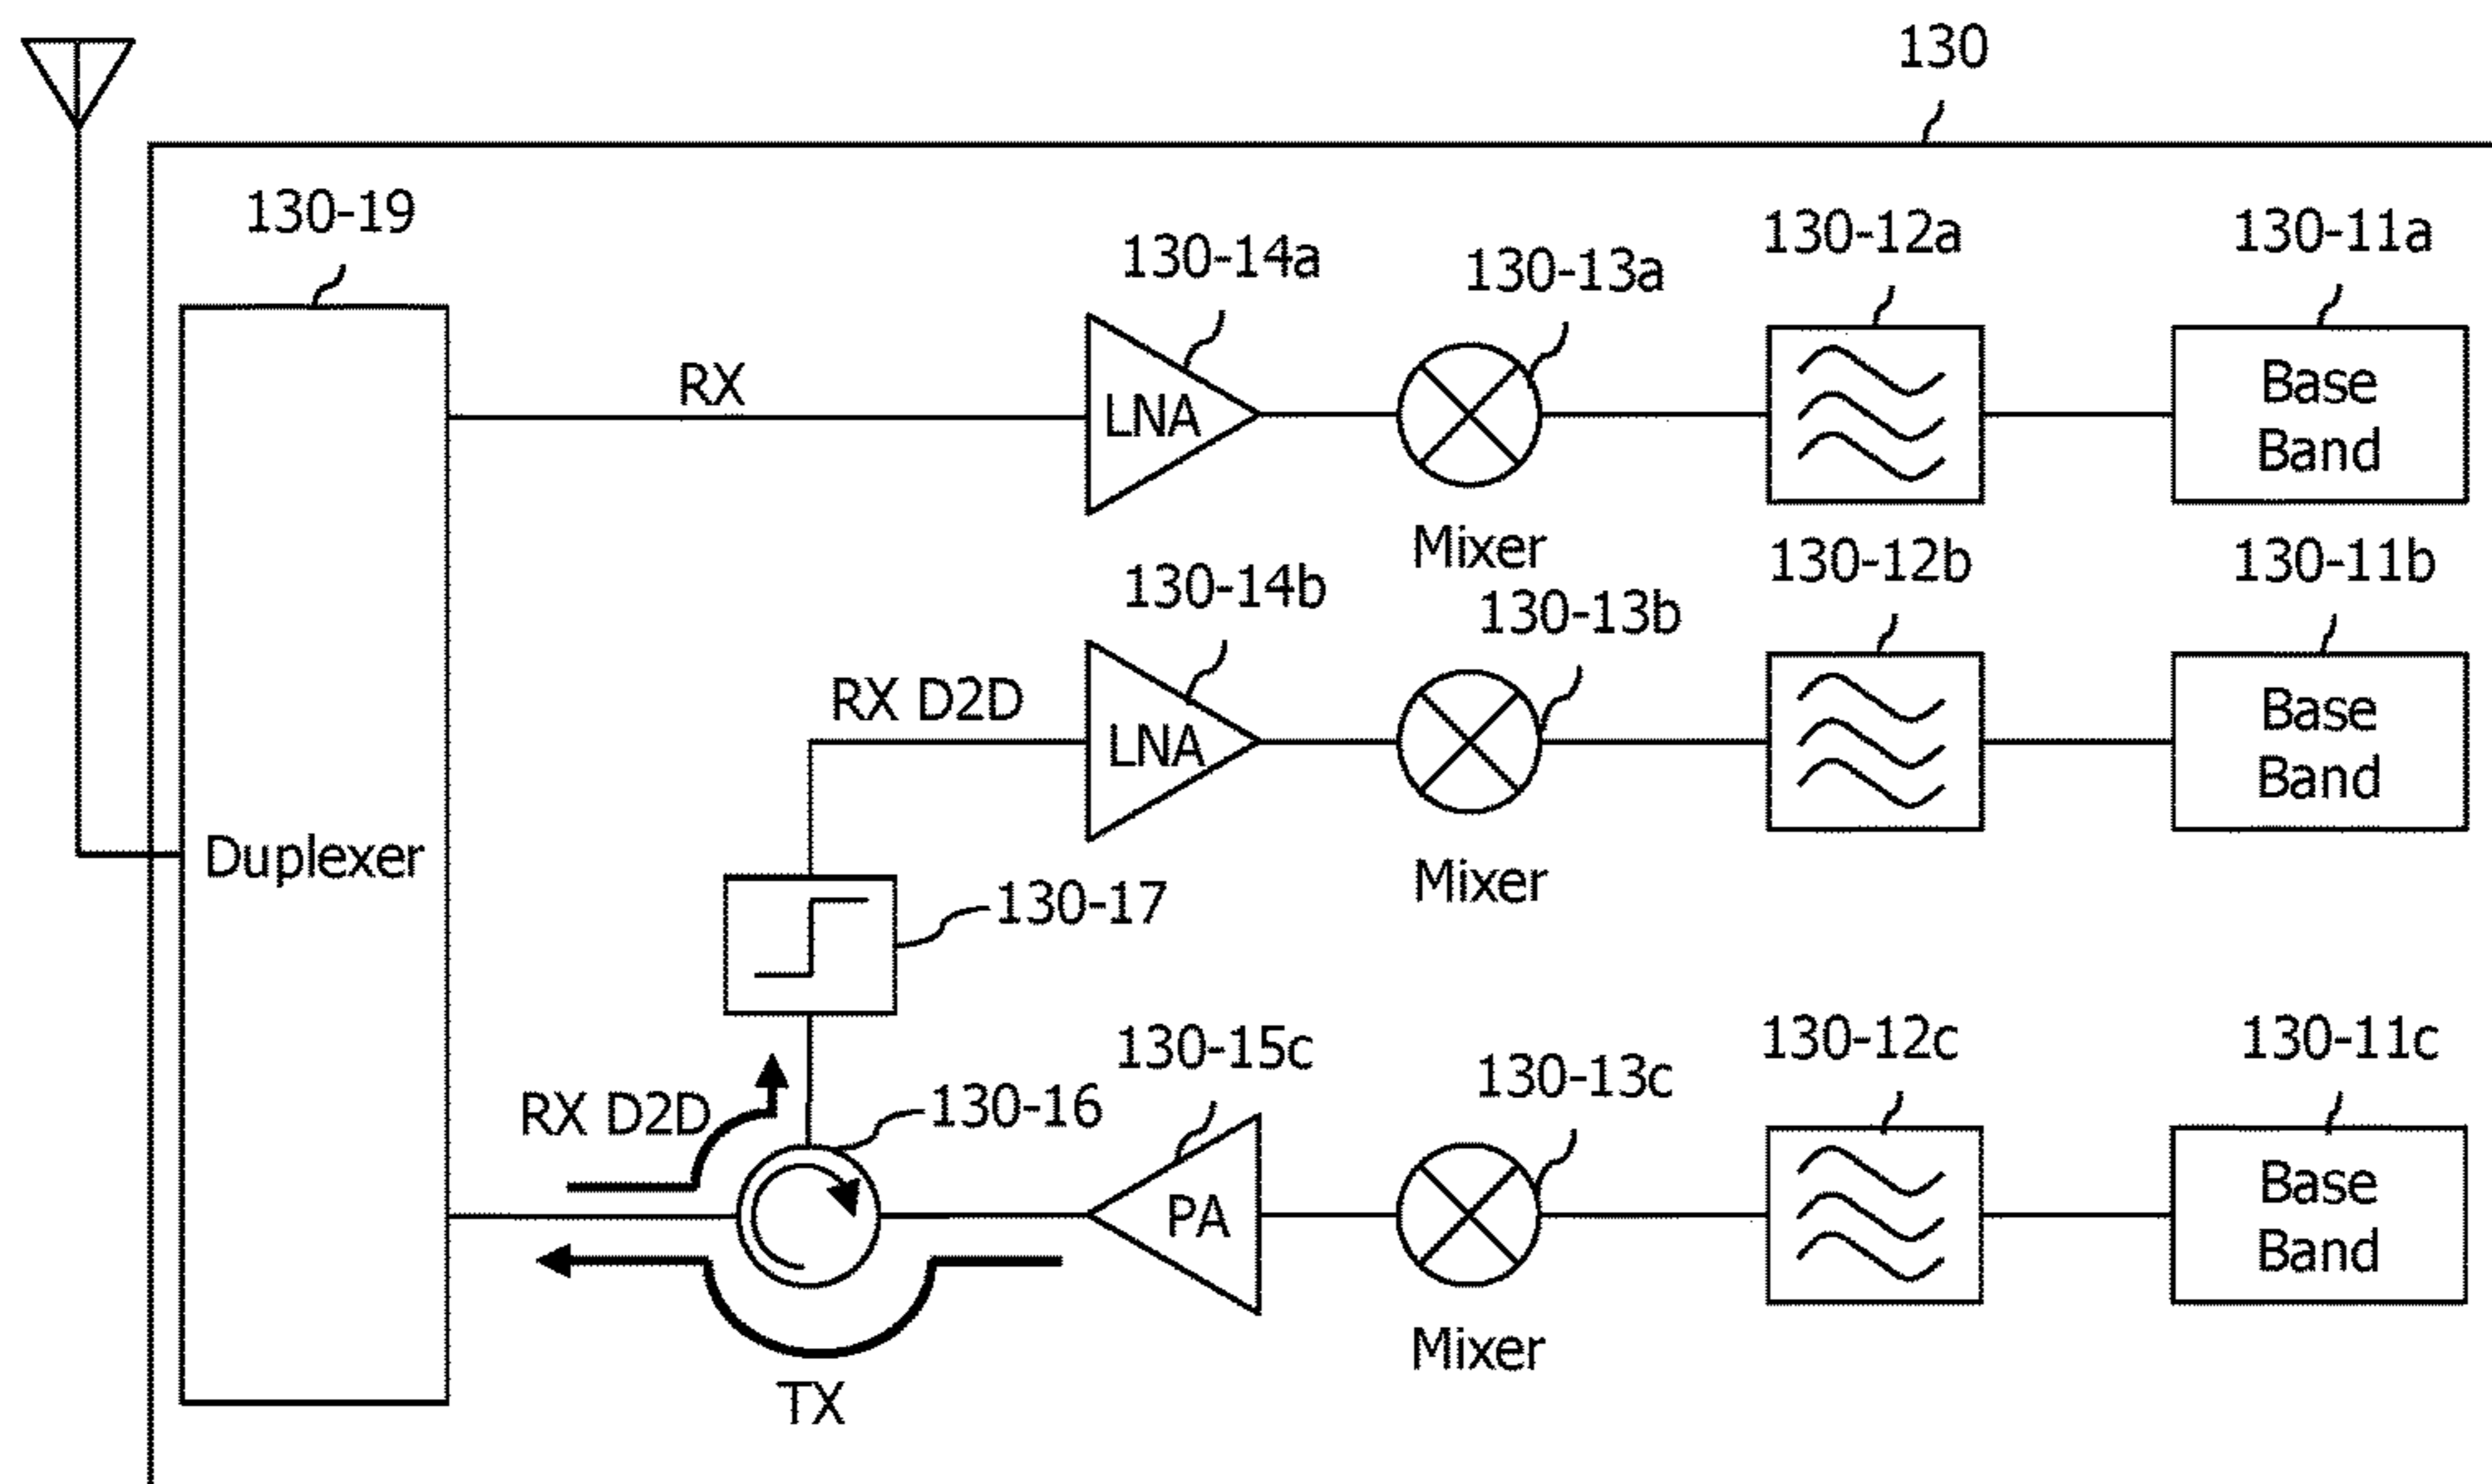 130
130-19
130-14a
130-13a
130-12a
130-11a
RX
LNA
Base
Band
Mixer
130-14b
130-13b
130-12b
130-11b
RX D2D
LNA
Base
Band
Duplexer
Mixer
130-17
130-15c
130-13c
130-12c
130-11c
RX D2D
130-16
PA
Base
Band
Mixer
TX